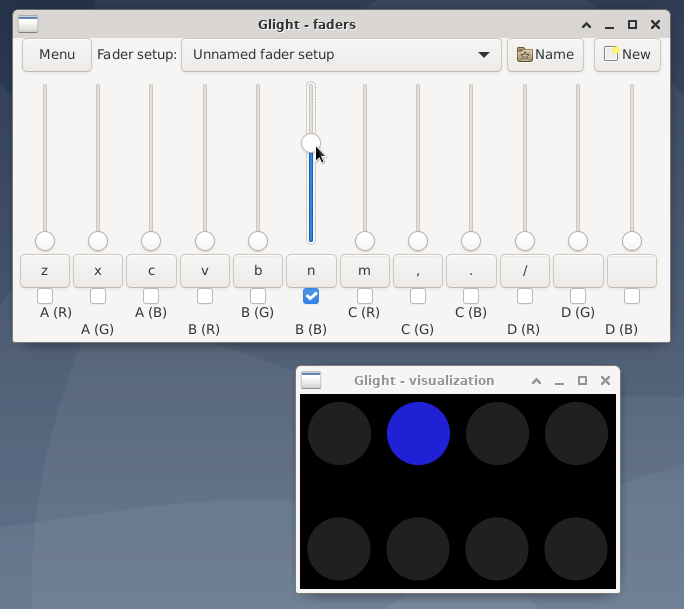 Glight - faders
Menu Fader setup: Unnamed fader setup Name New
z x c v b n m , . /
A (R) A (B) B (G) C (R) C (B) D (G)
A (G) B (R) B (B) C (G) D (R) D (B)
Glight - visualization